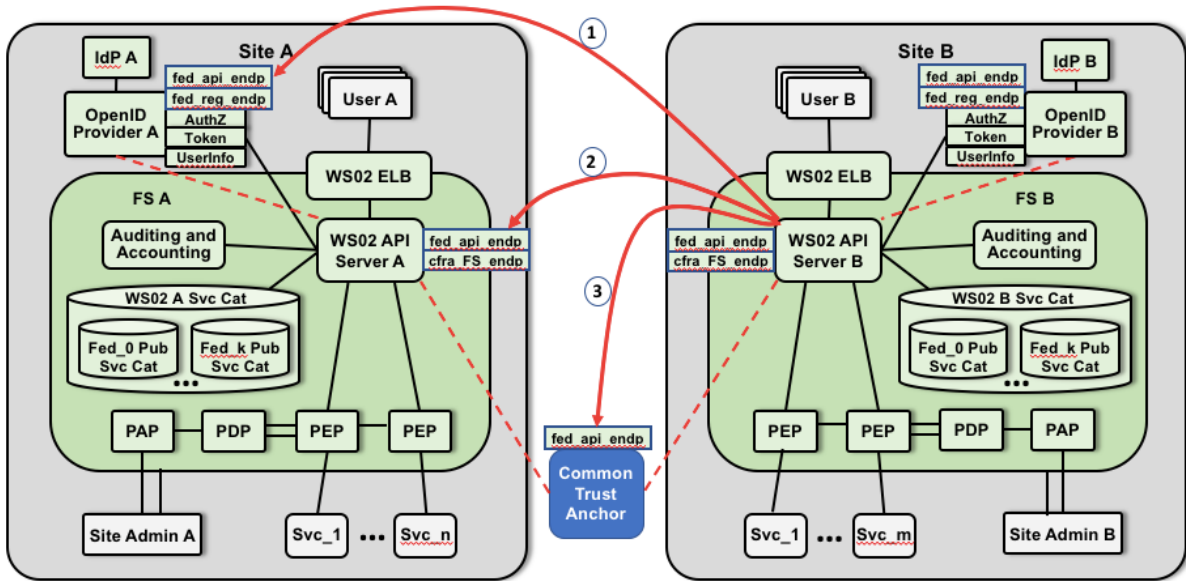 1
Site A
IdP A
fed_api_endp
fed_reg_endp
OpenID
Provider A
AuthZ
Token
UserInfo
User A
WS02 ELB
FS A
Auditing and
Accounting
WS02 API
Server A
fed_api_endp
cfra_FS_endp
WS02 A Svc Cat
Fed_0 Pub
Svc Cat
Fed_k Pub
Svc Cat
•••
PAP
PDP
PEP
PEP
Site Admin A
Svc_1
•••
Svc_n
2
3
fed_api_endp
Common
Trust
Anchor
Site B
IdP B
fed_api_endp
fed_reg_endp
OpenID
Provider B
AuthZ
Token
UserInfo
User B
WS02 ELB
FS B
fed_api_endp
cfra_FS_endp
WS02 API
Server B
Auditing and
Accounting
WS02 B Svc Cat
Fed_0 Pub
Svc Cat
Fed_k Pub
Svc Cat
•••
PEP
PEP
PDP
PAP
Svc_1
•••
Svc_m
Site Admin B